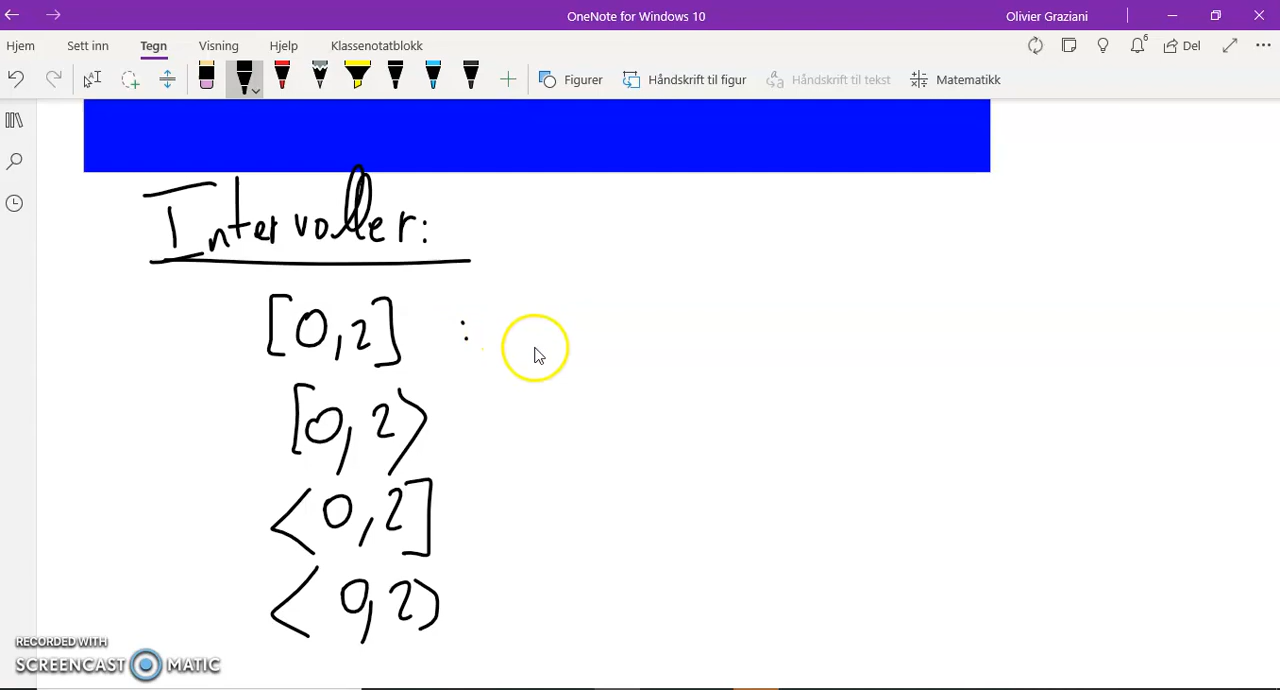 OneNote for Windows 10
Olivier Graziani
Hjem Sett inn Tegn Visning Hjelp Klassenotatblokk
6 Del
Figurer Håndskrift til figur Håndskrift til tekst Matematikk
Intervaller:
[0,2] :
[0,2⟩
<0,2]
<0,2)
RECORDED WITH
SCREENCAST MATIC